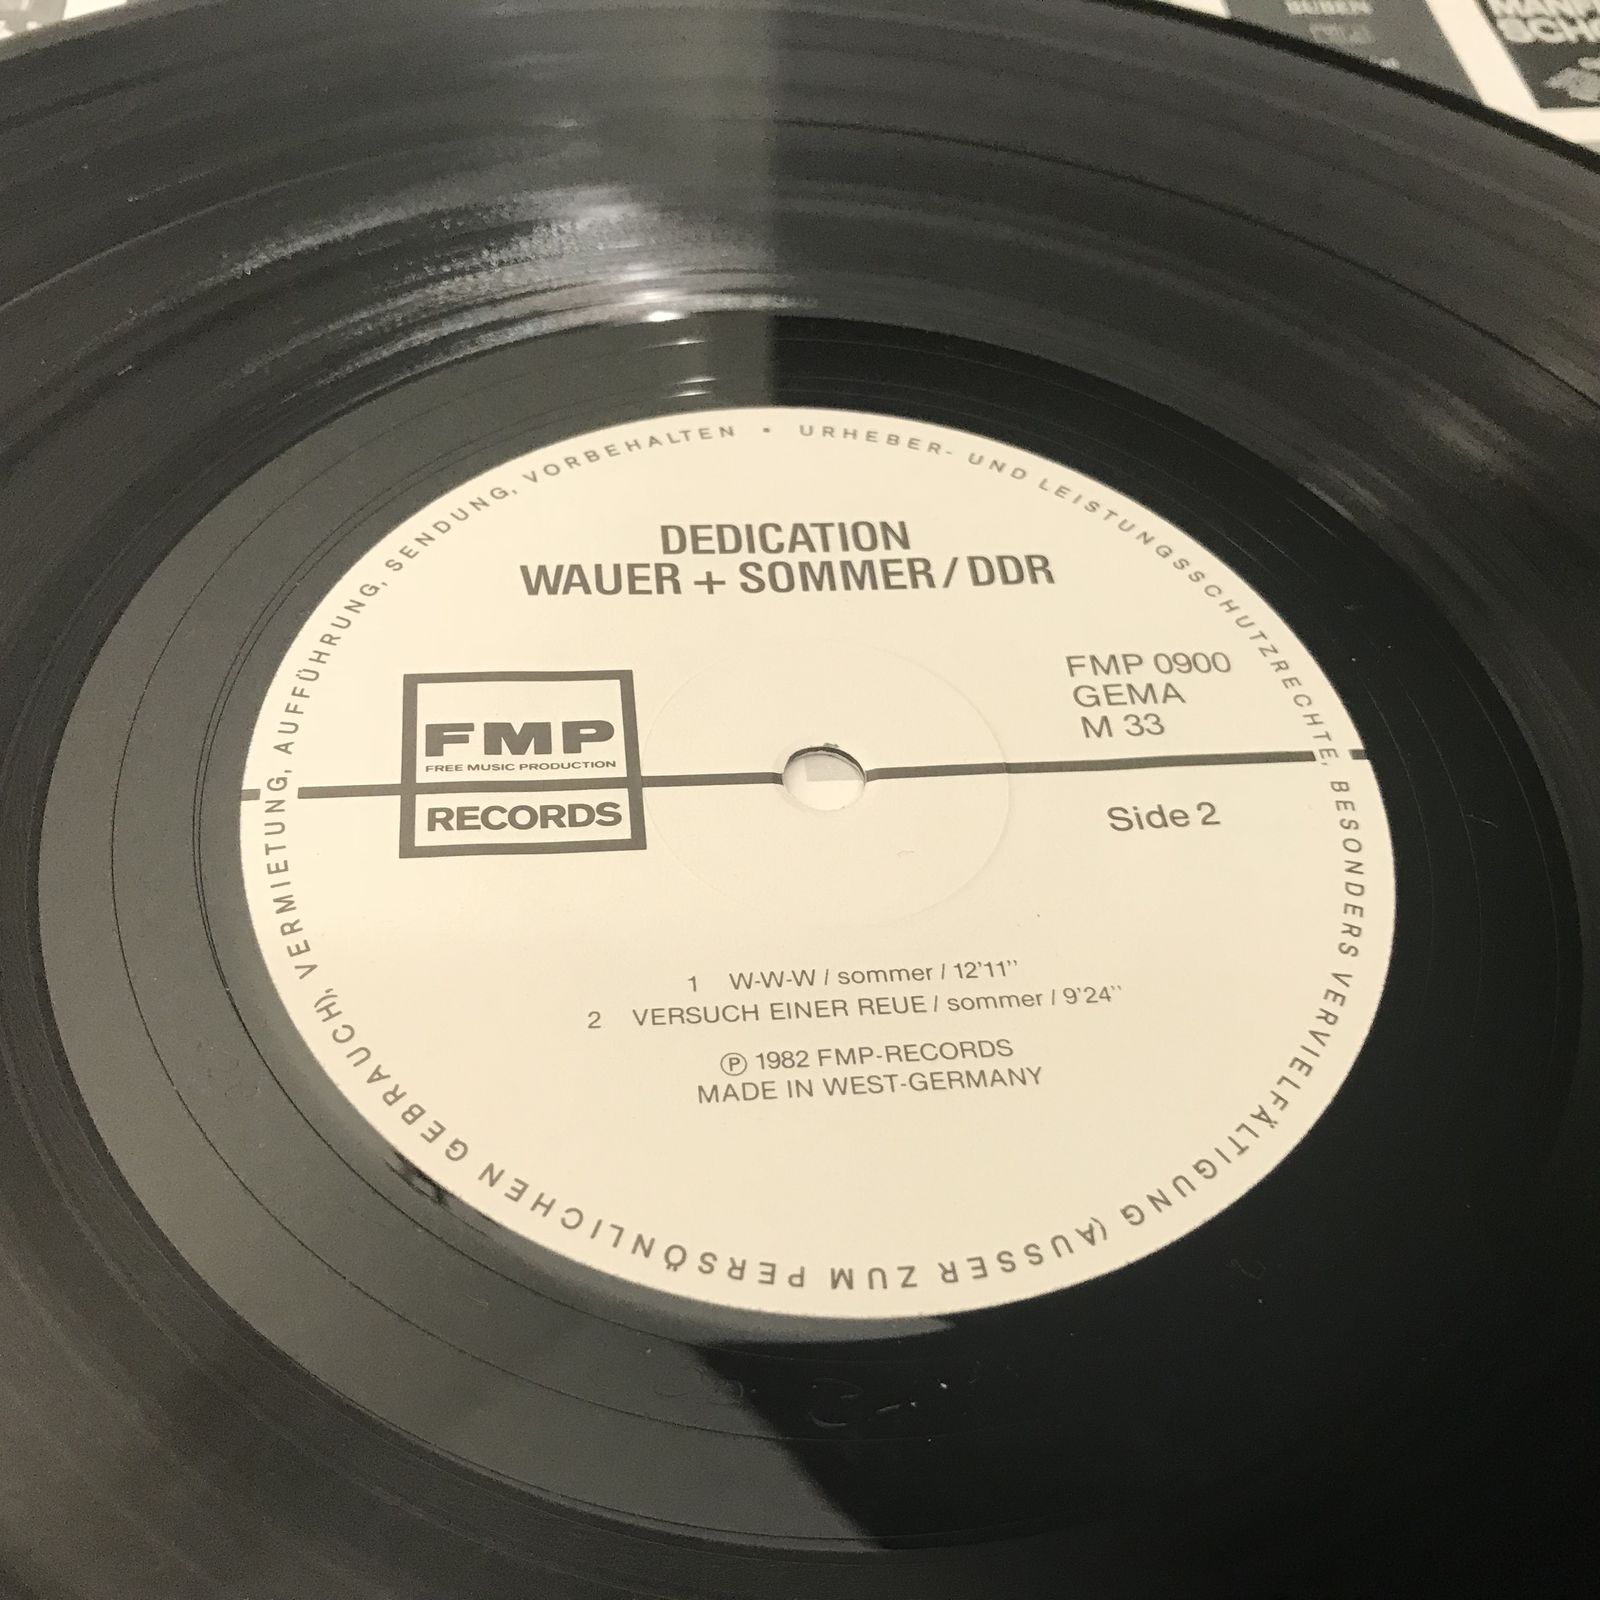 URHEBER- UND LEISTUNGSSCHUTZRECHTE, BESONDERS VERVIELFÄLTIGUNG (AUSSER ZUM PERSÖNLICHEN GEBRAUCH), VERMIETUNG, AUFFÜHRUNG, SENDUNG, VORBEHALTEN •
DEDICATION
WAUER + SOMMER / DDR
FMP 0900
GEMA
M 33
FMP
FREE MUSIC PRODUCTION
RECORDS
Side 2
1 W-W-W / sommer / 12'11''
2 VERSUCH EINER REUE / sommer / 9'24''
℗ 1982 FMP-RECORDS
MADE IN WEST-GERMANY